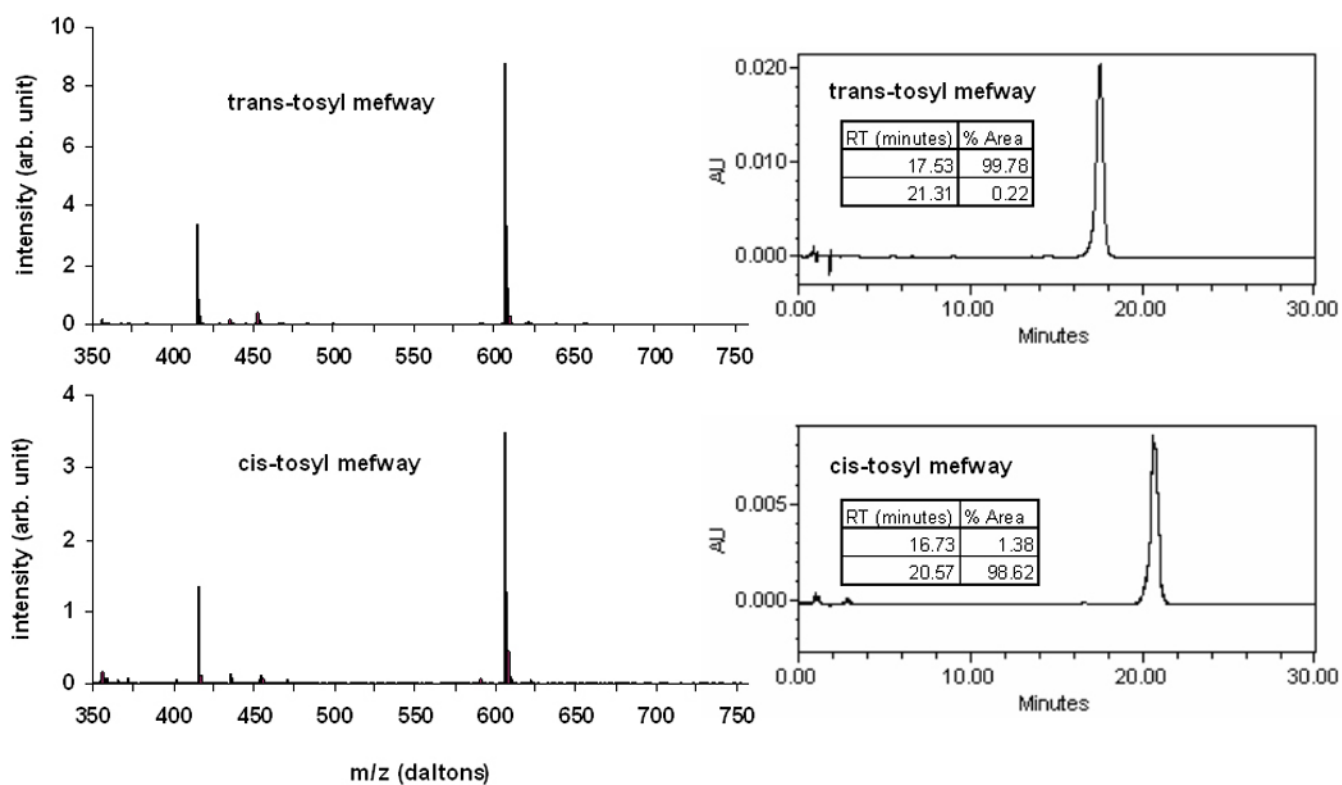 10
8
6
4
2
0
intensity (arb. unit)
trans-tosyl mefway
350 400 450 500 550 600 650 700 750
0.020
0.010
0.000
AU
trans-tosyl mefway
RT (minutes) % Area
17.53 99.78
21.31 0.22
0.00 10.00 20.00 30.00
Minutes
4
3
2
1
0
intensity (arb. unit)
cis-tosyl mefway
350 400 450 500 550 600 650 700 750
m/z (daltons)
0.005
0.000
AU
cis-tosyl mefway
RT (minutes) % Area
16.73 1.38
20.57 98.62
0.00 10.00 20.00 30.00
Minutes